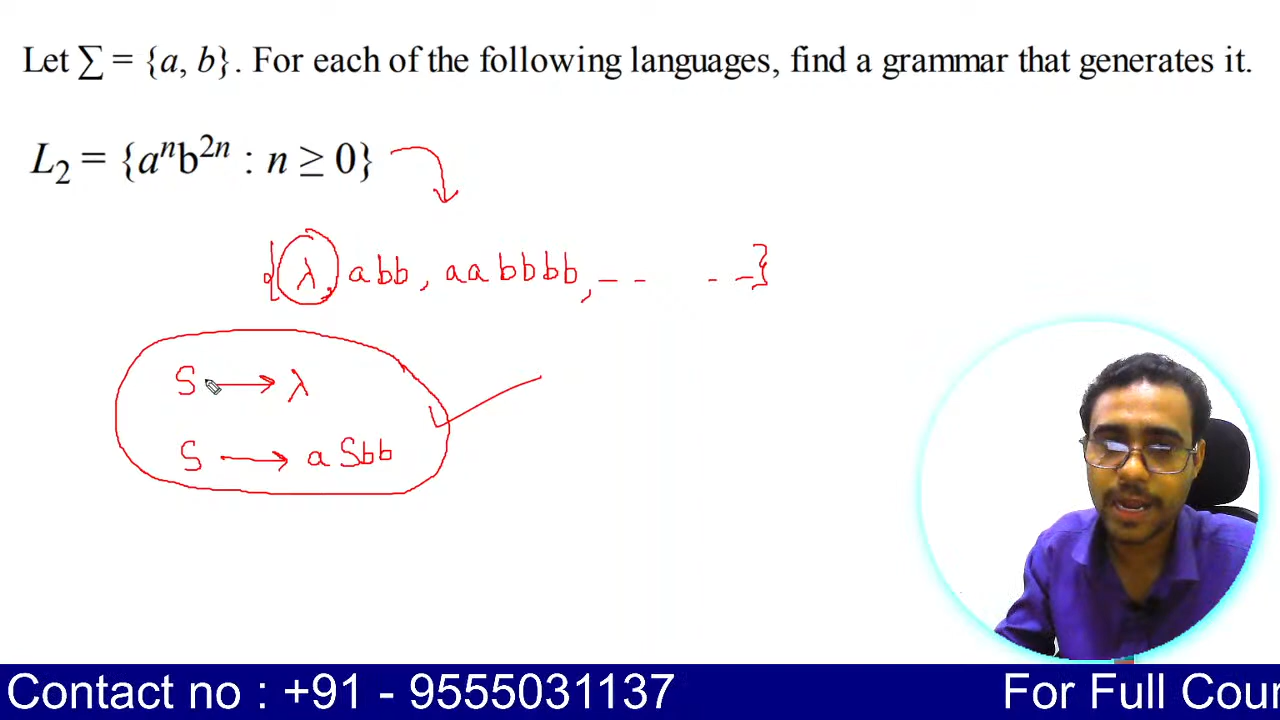 Let ∑ = {a, b}. For each of the following languages, find a grammar that generates it.
L₂ = {aⁿb²ⁿ : n ≥ 0}
{λ, abb, aabbbb, – – - –}
S → λ
S → aSbb
Contact no : +91 - 9555031137 For Full Cour